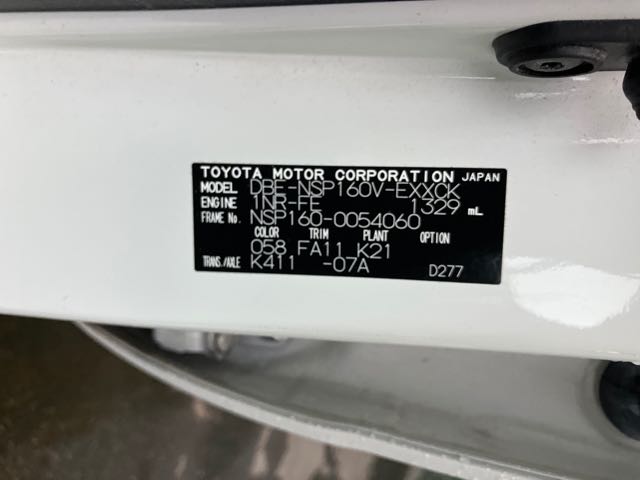 TOYOTA MOTOR CORPORATION JAPAN
MODEL DBE-NSP160V-EXXCK
ENGINE 1NR-FE 1329 mL
FRAME No. NSP160-0054060
COLOR TRIM PLANT OPTION
058 FA11 K21
TRANS./AXLE K411 -07A D277